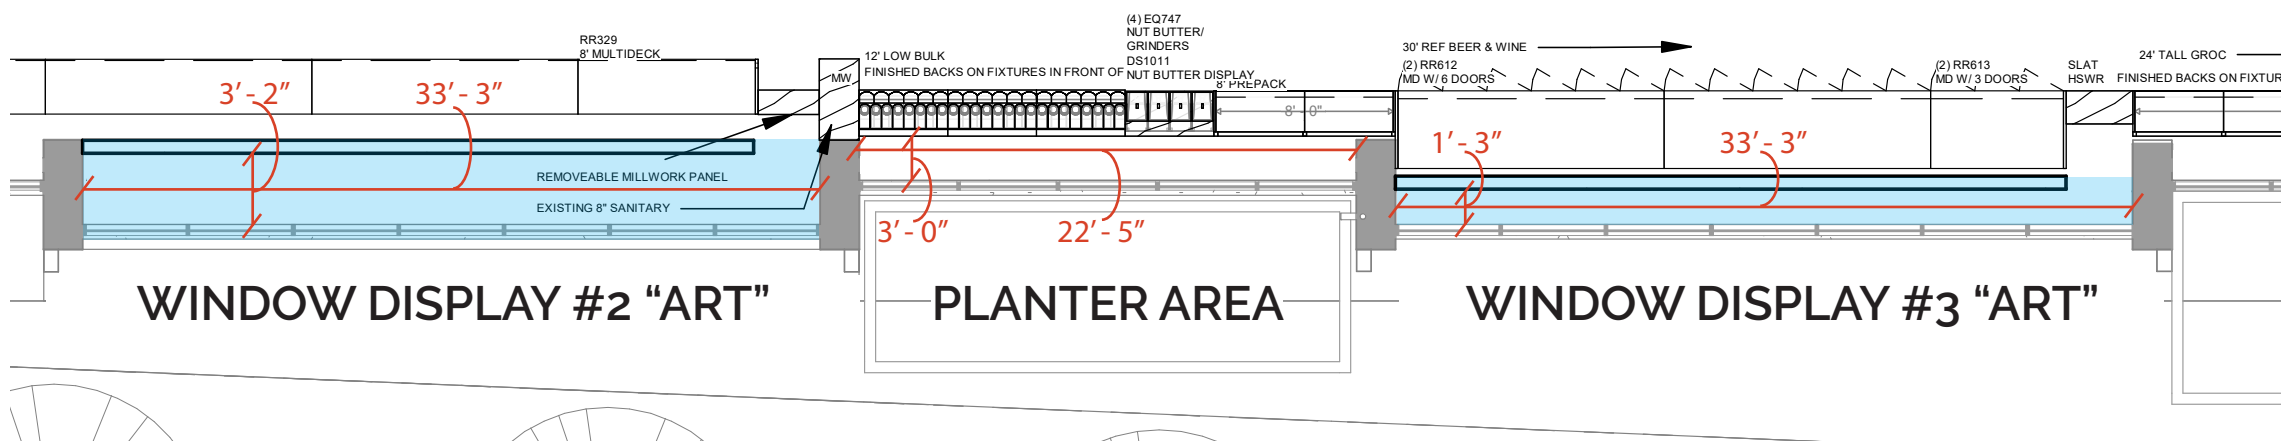 RR329
8' MULTIDECK
MW
12' LOW BULK
FINISHED BACKS ON FIXTURES IN FRONT OF
(4) EQ747
NUT BUTTER/
GRINDERS
DS1011
NUT BUTTER DISPLAY
8' PREPACK
8' - 0"
30' REF BEER & WINE
(2) RR612
MD W/ 6 DOORS
(2) RR613
MD W/ 3 DOORS
SLAT
HSWR
24' TALL GROC
FINISHED BACKS ON FIXTUR
3’ - 2”
33’ - 3”
REMOVEABLE MILLWORK PANEL
EXISTING 8" SANITARY
3’ - 0”
22’ - 5”
1’ - 3”
33’ - 3”
WINDOW DISPLAY #2 “ART”
PLANTER AREA
WINDOW DISPLAY #3 “ART”